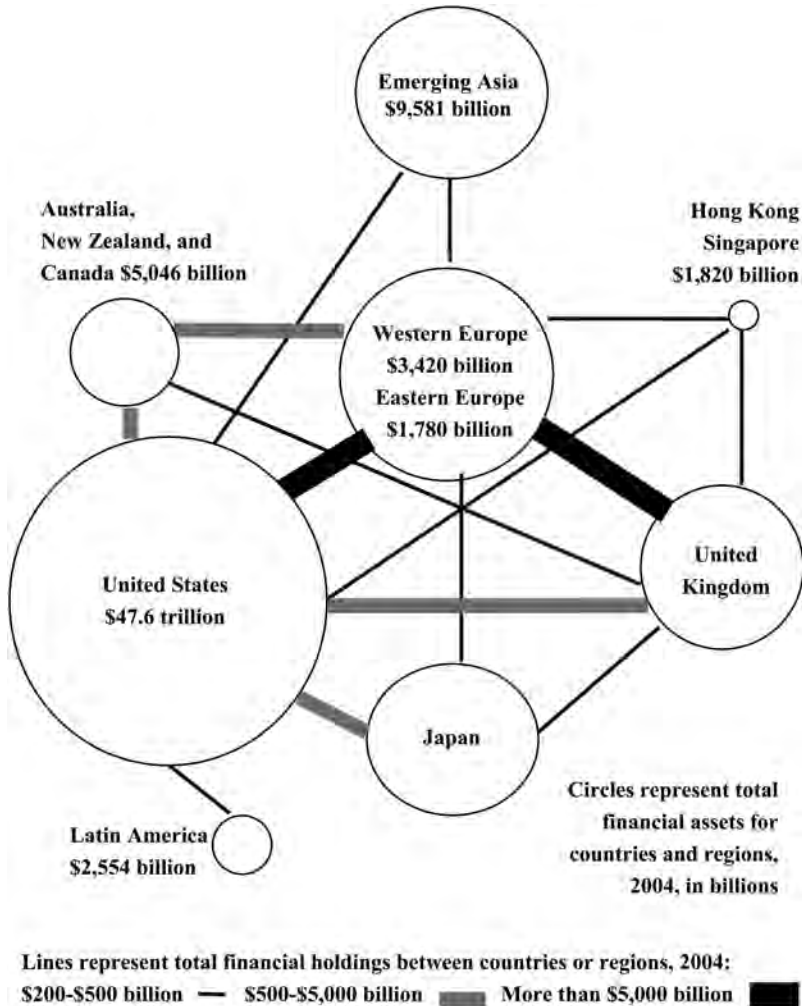 Emerging Asia
$9,581 billion
Australia,
New Zealand, and
Canada $5,046 billion
Hong Kong
Singapore
$1,820 billion
Western Europe
$3,420 billion
Eastern Europe
$1,780 billion
United States
$47.6 trillion
United
Kingdom
Japan
Latin America
$2,554 billion
Circles represent total
financial assets for
countries and regions,
2004, in billions
Lines represent total financial holdings between countries or regions, 2004:
$200-$500 billion $500-$5,000 billion More than $5,000 billion